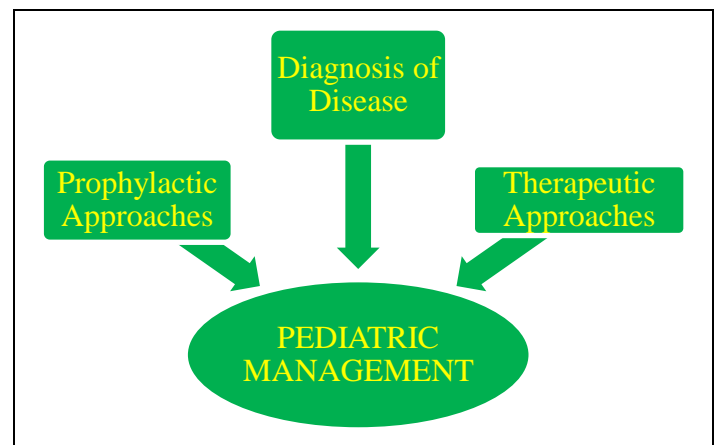 Diagnosis of
Disease
Prophylactic
Approaches
Therapeutic
Approaches
PEDIATRIC
MANAGEMENT